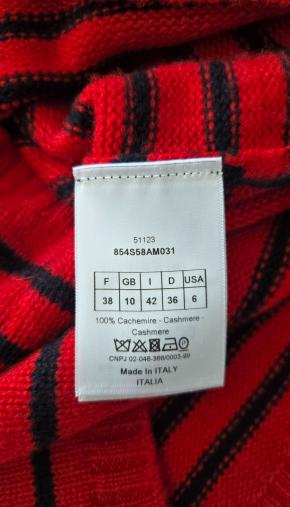 51123
854S58AM031
F GB I D USA
38 10 42 36 6
100% Cachemire - Cashmere -
Cashmere
CNPJ 02-046-388/0003-99
Made In ITALY
ITALIA